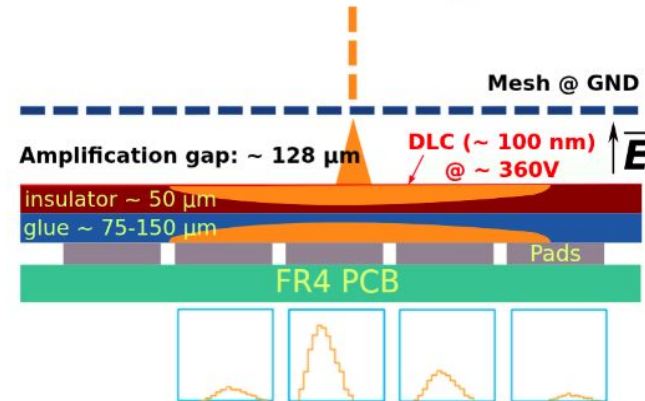 Mesh @ GND
Amplification gap: ~ 128 μm
DLC (~ 100 nm)
@ ~ 360V
E
insulator ~ 50 μm
glue ~ 75-150 μm
Pads
FR4 PCB